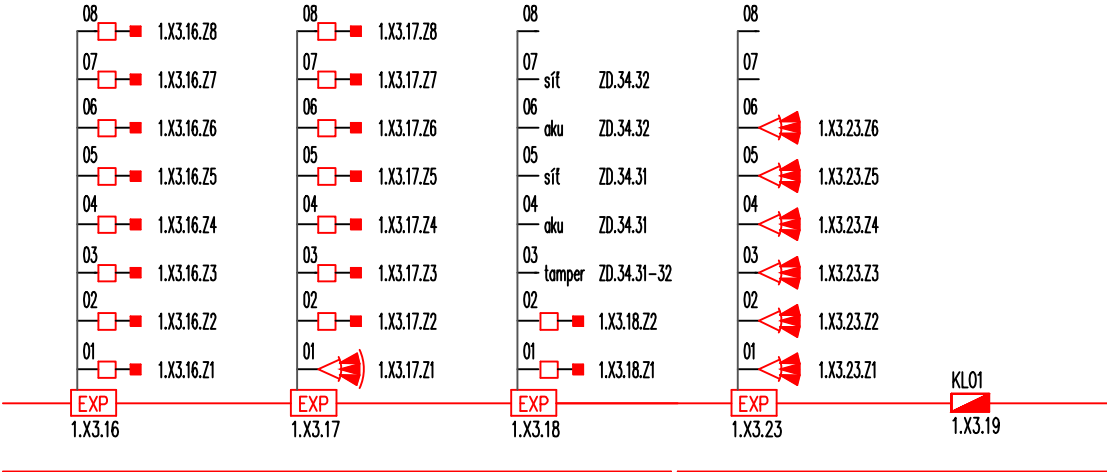 08 1.X3.16.Z8 08 1.X3.17.Z8 08 08
07 1.X3.16.Z7 07 1.X3.17.Z7 07 síť ZD.34.32 07
06 1.X3.16.Z6 06 1.X3.17.Z6 06 aku ZD.34.32 06 1.X3.23.Z6
05 1.X3.16.Z5 05 1.X3.17.Z5 05 síť ZD.34.31 05 1.X3.23.Z5
04 1.X3.16.Z4 04 1.X3.17.Z4 04 aku ZD.34.31 04 1.X3.23.Z4
03 1.X3.16.Z3 03 1.X3.17.Z3 03 tamper ZD.34.31-32 03 1.X3.23.Z3
02 1.X3.16.Z2 02 1.X3.17.Z2 02 1.X3.18.Z2 02 1.X3.23.Z2
01 1.X3.16.Z1 01 1.X3.17.Z1 01 1.X3.18.Z1 01 1.X3.23.Z1
EXP EXP EXP EXP KL01
1.X3.16 1.X3.17 1.X3.18 1.X3.23 1.X3.19